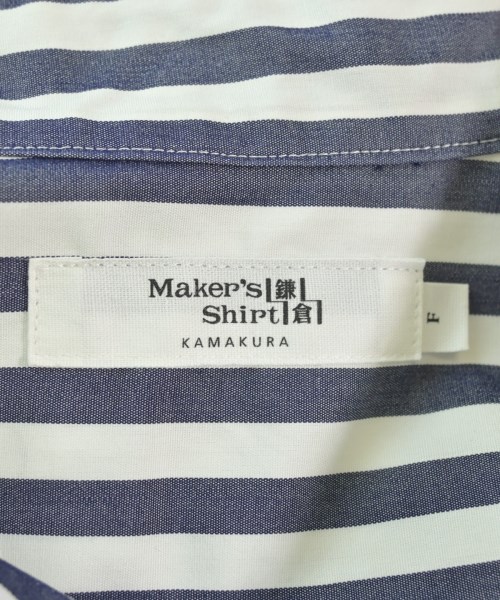 Maker's 鎌
Shirt 倉
KAMAKURA
F